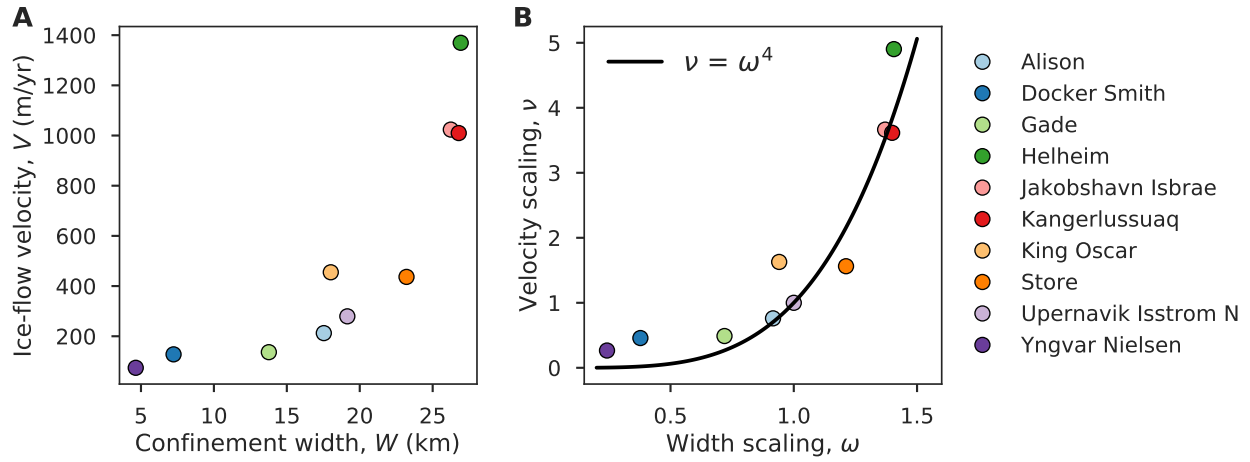 A
Ice-flow velocity, V (m/yr)
1400
1200
1000
800
600
400
200
5 10 15 20 25
Confinement width, W (km)
B
Velocity scaling, ν
5
4
3
2
1
0
ν = ω⁴
0.5 1.0 1.5
Width scaling, ω
Alison
Docker Smith
Gade
Helheim
Jakobshavn Isbrae
Kangerlussuaq
King Oscar
Store
Upernavik Isstrom N
Yngvar Nielsen